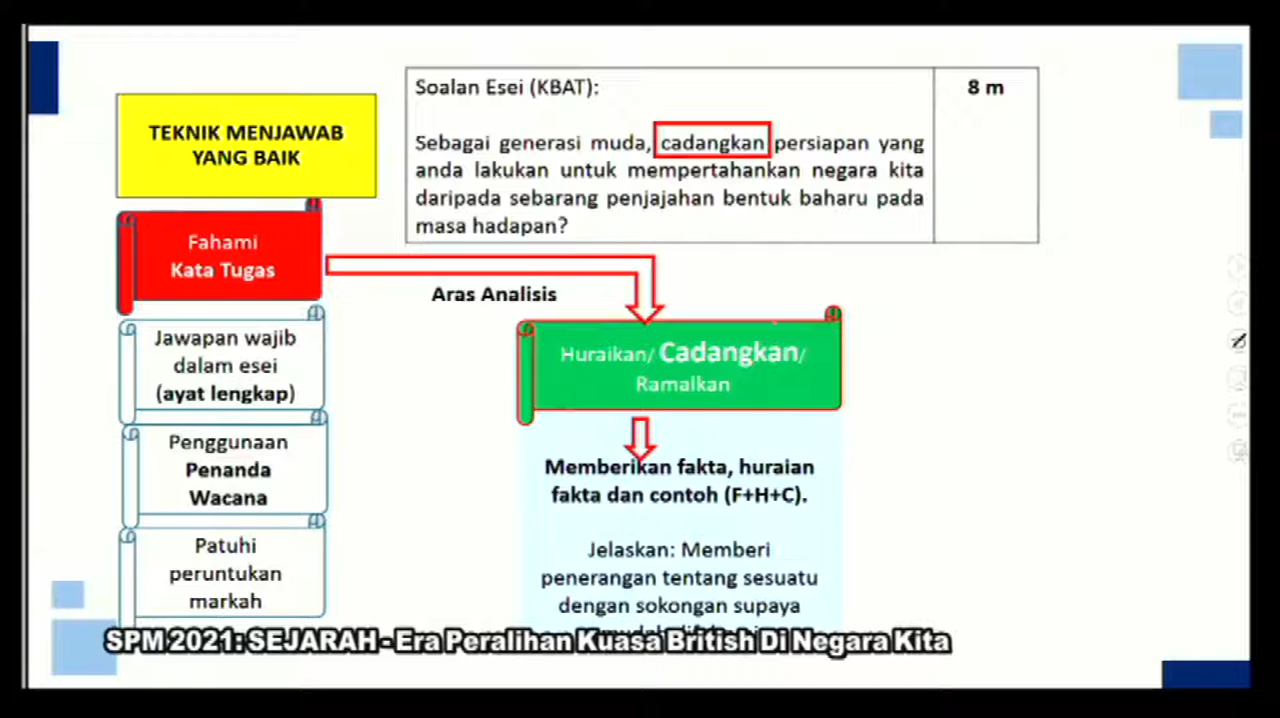 TEKNIK MENJAWAB
YANG BAIK
Soalan Esei (KBAT):
8 m
Sebagai generasi muda, cadangkan persiapan yang
anda lakukan untuk mempertahankan negara kita
daripada sebarang penjajahan bentuk baharu pada
masa hadapan?
Fahami
Kata Tugas
Aras Analisis
Jawapan wajib
dalam esei
(ayat lengkap)
Huraikan/ Cadangkan/
Ramalkan
Penggunaan
Penanda
Wacana
Memberikan fakta, huraian
fakta dan contoh (F+H+C).
Patuhi
peruntukan
markah
Jelaskan: Memberi
penerangan tentang sesuatu
dengan sokongan supaya
SPM 2021: SEJARAH - Era Peralihan Kuasa British Di Negara Kita